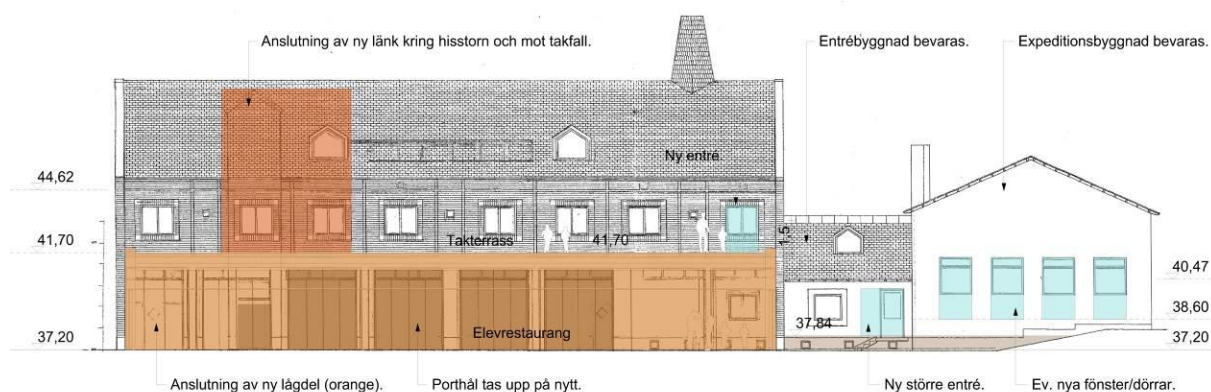 Anslutning av ny länk kring hisstorn och mot takfall.
Entrébyggnad bevaras.
Expeditionsbyggnad bevaras.
Ny entré.
44,62
41,70
Takterrass
41,70
1,5
40,47
38,60
37,84
37,20
Elevrestaurang
37,20
Anslutning av ny lågdel (orange).
Porthål tas upp på nytt.
Ny större entré.
Ev. nya fönster/dörrar.